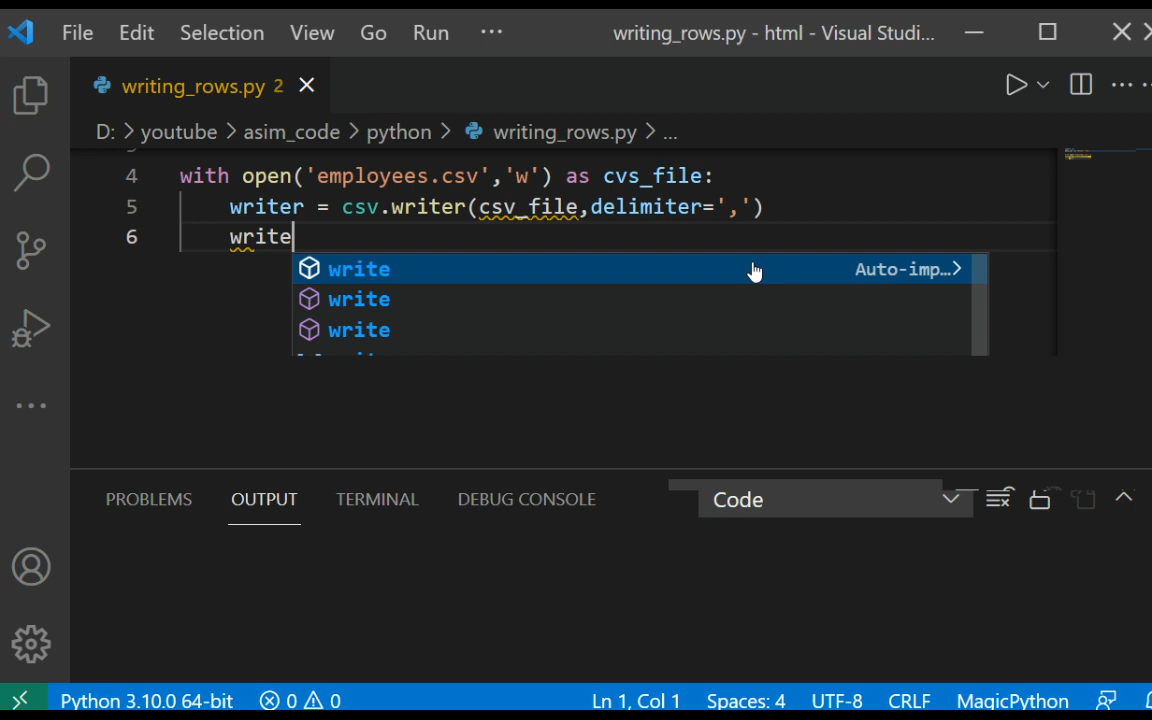 File Edit Selection View Go Run ··· writing_rows.py - html - Visual Studi...
writing_rows.py 2
D: > youtube > asim_code > python > writing_rows.py > ...
4 with open('employees.csv','w') as cvs_file:
5 writer = csv.writer(csv_file,delimiter=',')
6 write
write Auto-imp...>
write
write
PROBLEMS OUTPUT TERMINAL DEBUG CONSOLE Code
Python 3.10.0 64-bit 0 0 Ln 1, Col 1 Spaces: 4 UTF-8 CRLF MagicPython